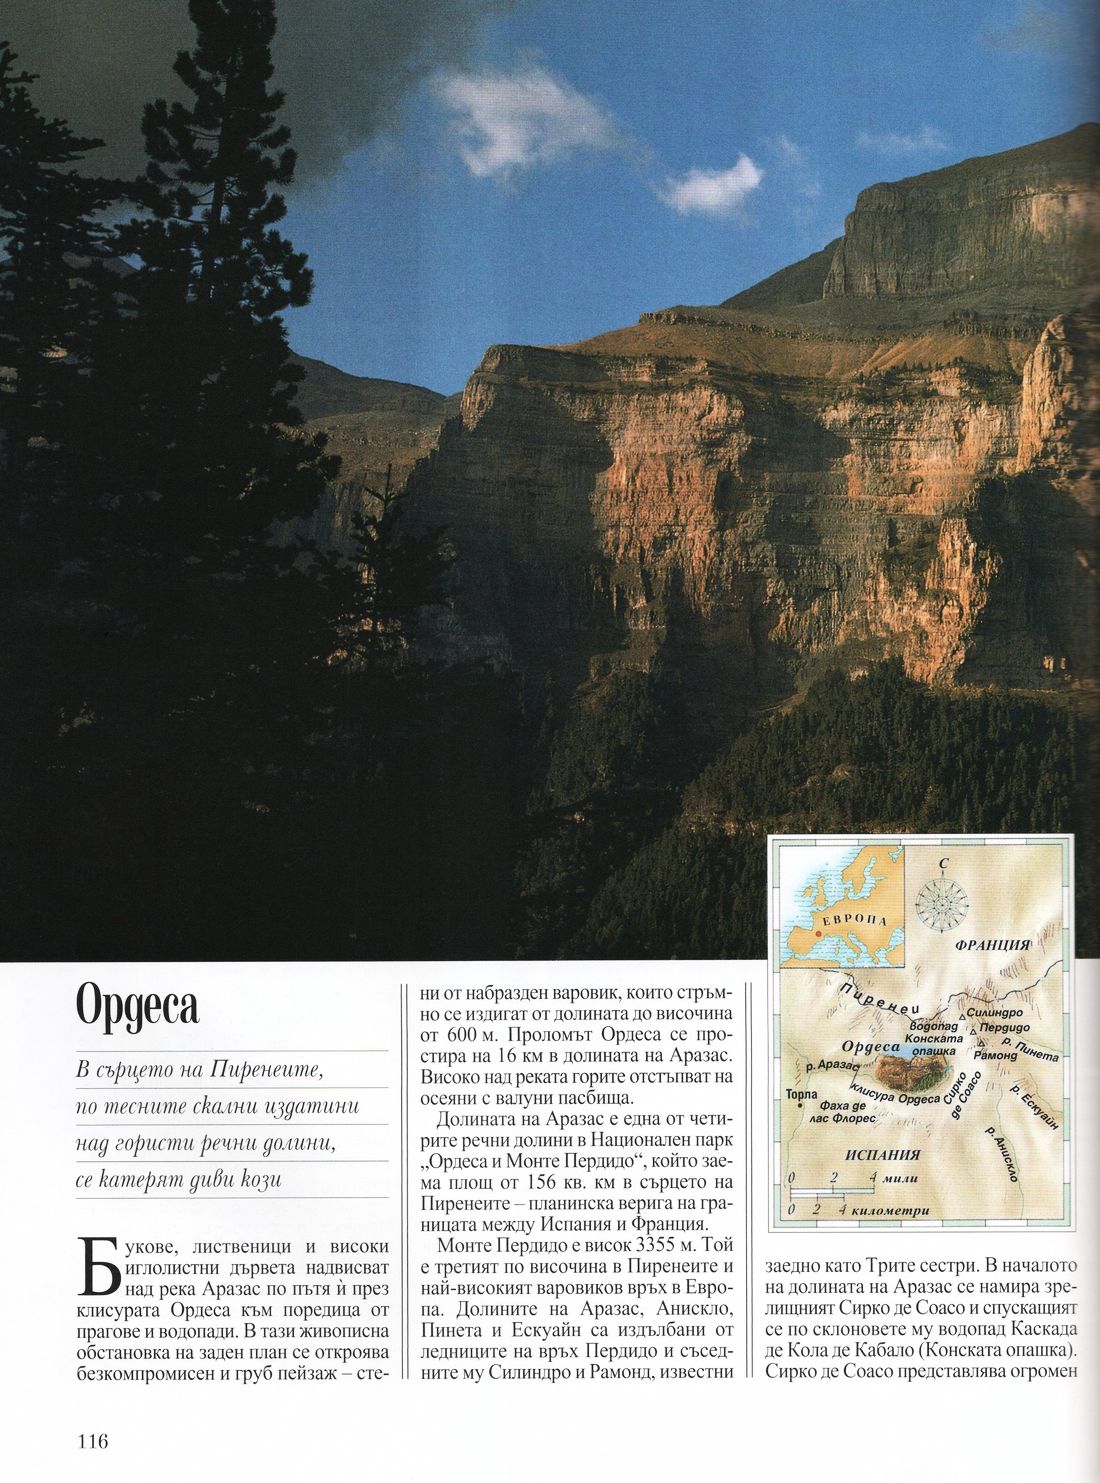 Ордеса
В сърцето на Пиренеите,
по тесните скални издатини
над гористи речни долини,
се катерят диви кози
Букове, лиственици и високи
иглолистни дървета надвисват
над река Аразас по пътя ѝ през
клисурата Ордеса към поредица от
прагове и водопади. В тази живописна
обстановка на заден план се откроява
безкомпромисен и груб пейзаж – сте-
ни от набразден варовик, които стръм-
но се издигат от долината до височина
от 600 м. Проломът Ордеса се про-
стира на 16 км в долината на Аразас.
Високо над реката горите отстъпват на
осеяни с валуни пасбища.
Долината на Аразас е една от чети-
рите речни долини в Национален парк
„Ордеса и Монте Пердидо“, който зае-
ма площ от 156 кв. км в сърцето на
Пиренеите – планинска верига на гра-
ницата между Испания и Франция.
Монте Пердидо е висок 3355 м. Той
е третият по височина в Пиренеите и
най-високият варовиков връх в Евро-
па. Долините на Аразас, Анискло,
Пинета и Ескуайн са издълбани от
ледниците на връх Пердидо и съсед-
ните му Силиндро и Рамонд, известни
ЕВРОПА
С
ФРАНЦИЯ
Пиренеи
Силиндро
водопад
Конската
опашка
Пердидо
Ордеса
Рамонд
р. Пинета
р. Аразас
клисура Ордеса
Сирко
де Соасо
р. Ескуайн
Торла
Фаха де
лас Флорес
р. Анискло
ИСПАНИЯ
0 2 4 мили
0 2 4 километри
заедно като Трите сестри. В началото
на долината на Аразас се намира зре-
лищният Сирко де Соасо и спускащият
се по склоновете му водопад Каскада
де Кола де Кабало (Конската опашка).
Сирко де Соасо представлява огромен
116